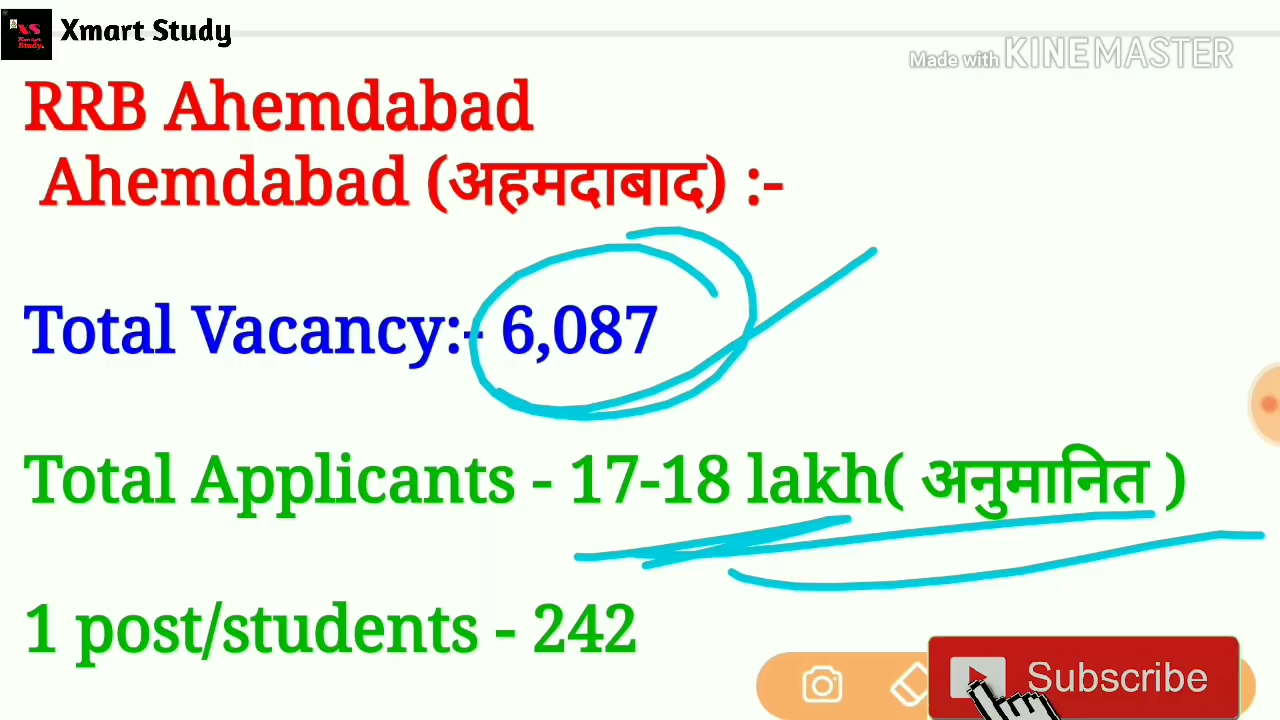 Xmart Study
Made with KINEMASTER
RRB Ahemdabad
Ahemdabad (अहमदाबाद) :-
Total Vacancy:- 6,087
Total Applicants - 17-18 lakh( अनुमानित )
1 post/students - 242
Subscribe